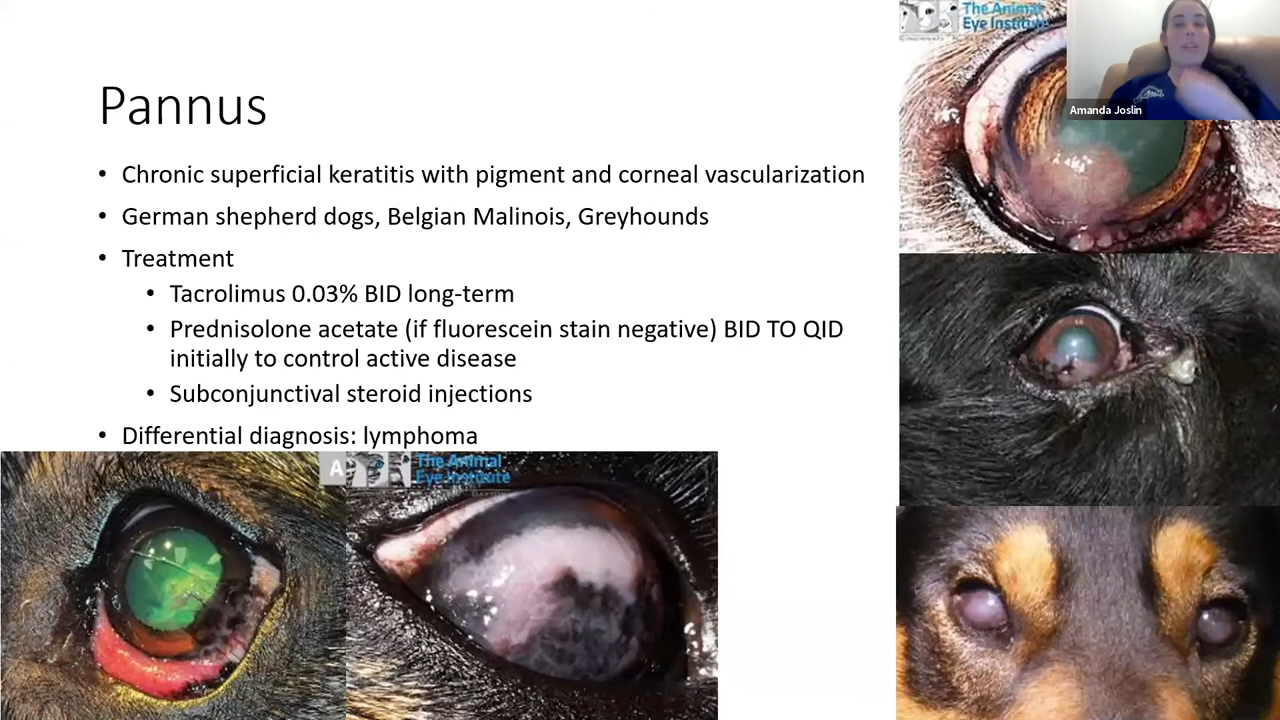 The Animal
Eye Institute
Amanda Joslin
Pannus
• Chronic superficial keratitis with pigment and corneal vascularization
• German shepherd dogs, Belgian Malinois, Greyhounds
• Treatment
• Tacrolimus 0.03% BID long-term
• Prednisolone acetate (if fluorescein stain negative) BID TO QID
initially to control active disease
• Subconjunctival steroid injections
• Differential diagnosis: lymphoma
A
The Animal
Eye Institute